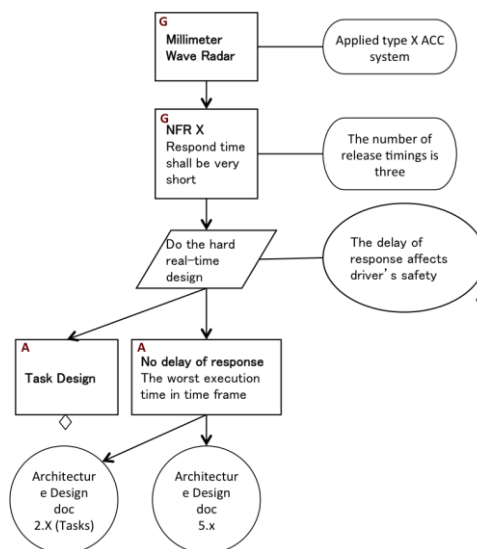 G
Millimeter
Wave Radar
Applied type X ACC
system
G
NFR X
Respond time
shall be very
short
The number of
release timings is
three
Do the hard
real-time
design
The delay of
response affects
driver's safety
A
Task Design
A
No delay of response
The worst execution
time in time frame
Architectur
e Design
doc
2.X (Tasks)
Architectur
e Design
doc
5.x